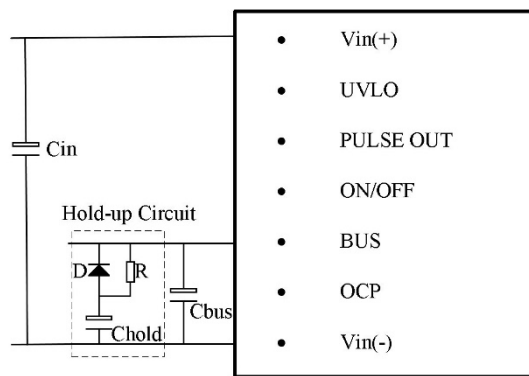 Vin(+)
UVLO
PULSE OUT
Cin
ON/OFF
Hold-up Circuit
BUS
D
R
Cbus
OCP
Chold
Vin(-)